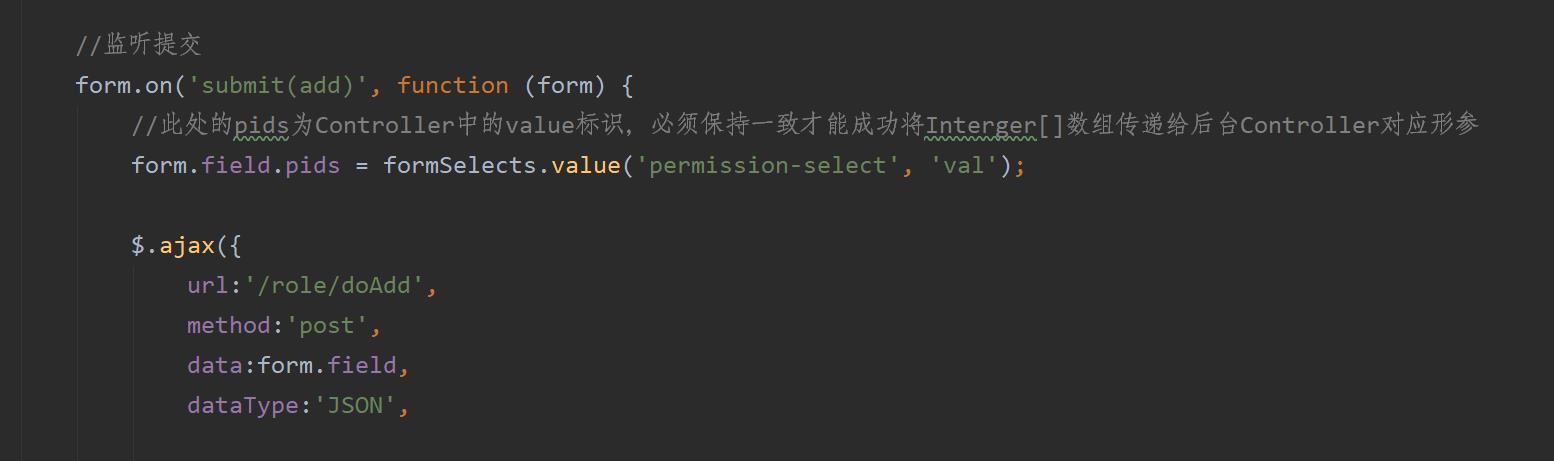 //监听提交
form.on('submit(add)', function (form) {
//此处的pids为Controller中的value标识，必须保持一致才能成功将Interger[]数组传递给后台Controller对应形参
form.field.pids = formSelects.value('permission-select', 'val');
$.ajax({
url:'/role/doAdd',
method:'post',
data:form.field,
dataType:'JSON',